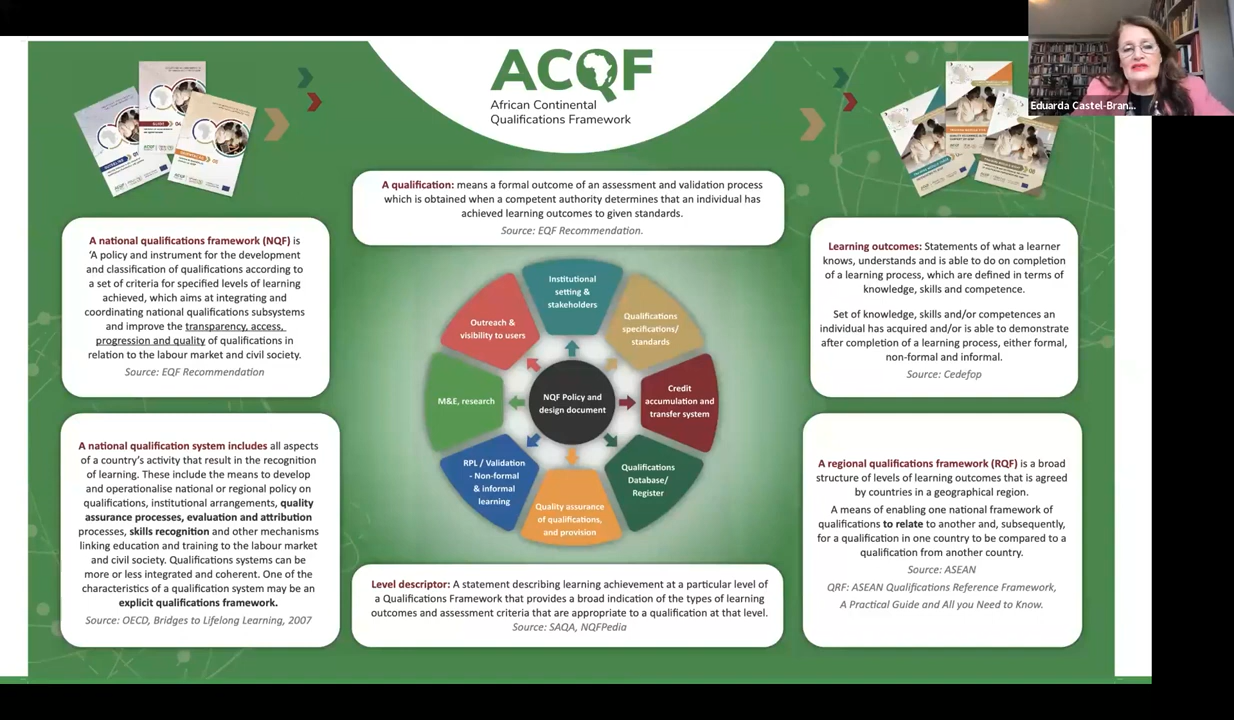 ACQF
African Continental
Qualifications Framework
Eduarda Castel-Bran...
A qualification: means a formal outcome of an assessment and validation process
which is obtained when a competent authority determines that an individual has
achieved learning outcomes to given standards.
Source: EQF Recommendation.
A national qualifications framework (NQF) is
‘A policy and instrument for the development
and classification of qualifications according to
a set of criteria for specified levels of learning
achieved, which aims at integrating and
coordinating national qualifications subsystems
and improve the transparency, access,
progression and quality of qualifications in
relation to the labour market and civil society.
Source: EQF Recommendation
A national qualification system includes all aspects
of a country’s activity that result in the recognition
of learning. These include the means to develop
and operationalise national or regional policy on
qualifications, institutional arrangements, quality
assurance processes, evaluation and attribution
processes, skills recognition and other mechanisms
linking education and training to the labour market
and civil society. Qualifications systems can be
more or less integrated and coherent. One of the
characteristics of a qualification system may be an
explicit qualifications framework.
Source: OECD, Bridges to Lifelong Learning, 2007
Institutional
setting &
stakeholders
Qualifications
specifications/
standards
Credit
accumulation and
transfer system
Qualifications
Database/
Register
Quality assurance
of qualifications,
and provision
RPL / Validation
- Non-formal
& informal
learning
M&E, research
Outreach &
visibility to users
NQF Policy and
design document
Level descriptor: A statement describing learning achievement at a particular level of
a Qualifications Framework that provides a broad indication of the types of learning
outcomes and assessment criteria that are appropriate to a qualification at that level.
Source: SAQA, NQFPedia
Learning outcomes: Statements of what a learner
knows, understands and is able to do on completion
of a learning process, which are defined in terms of
knowledge, skills and competence.
Set of knowledge, skills and/or competences an
individual has acquired and/or is able to demonstrate
after completion of a learning process, either formal,
non-formal and informal.
Source: Cedefop
A regional qualifications framework (RQF) is a broad
structure of levels of learning outcomes that is agreed
by countries in a geographical region.
A means of enabling one national framework of
qualifications to relate to another and, subsequently,
for a qualification in one country to be compared to a
qualification from another country.
Source: ASEAN
QRF: ASEAN Qualifications Reference Framework,
A Practical Guide and All you Need to Know.